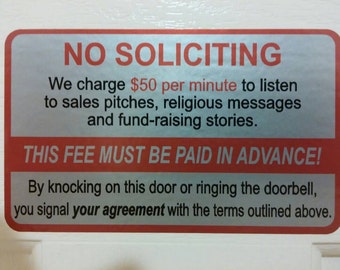 NO SOLICITING
We charge $50 per minute to listen
to sales pitches, religious messages
and fund-raising stories.
THIS FEE MUST BE PAID IN ADVANCE!
By knocking on this door or ringing the doorbell,
you signal your agreement with the terms outlined above.